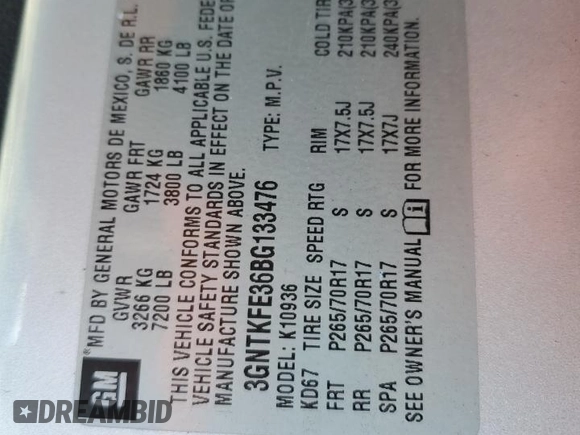 GM
*MFD BY GENERAL MOTORS DE MEXICO, S. DE R.L.
GVWR GAWR FRT GAWR RR
3266 KG 1724 KG 1860 KG
7200 LB 3800 LB 4100 LB
THIS VEHICLE CONFORMS TO ALL APPLICABLE U.S. FEDE
VEHICLE SAFETY STANDARDS IN EFFECT ON THE DATE OF
MANUFACTURE SHOWN ABOVE.
3GNTKFE36BG133476 TYPE: M.P.V.
MODEL: K10936
KD67 TIRE SIZE SPEED RTG RIM COLD TIR
FRT P265/70R17 S 17X7.5J 210KPA(3
RR P265/70R17 S 17X7.5J 210KPA(3
SPA P265/70R17 S 17X7J 240KPA(3
SEE OWNER'S MANUAL i FOR MORE INFORMATION.
DREAMBID